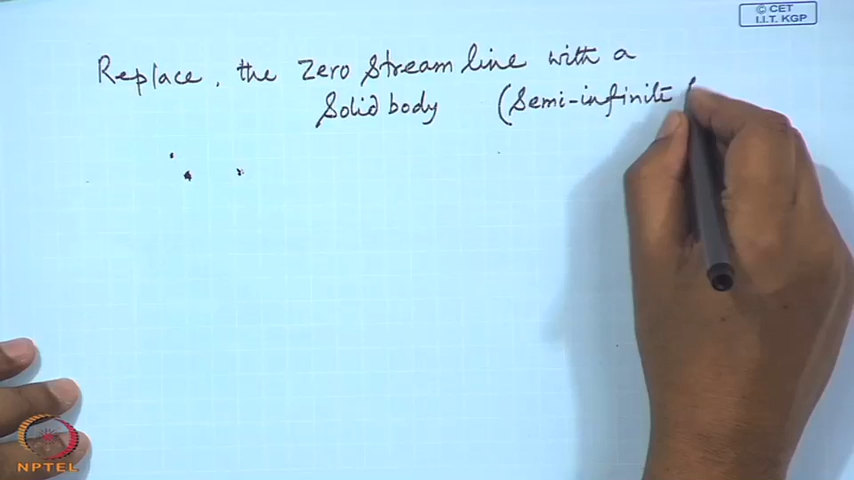 © CET
I.I.T. KGP
Replace, the Zero stream line with a
Solid body (Semi-infinite
NPTEL